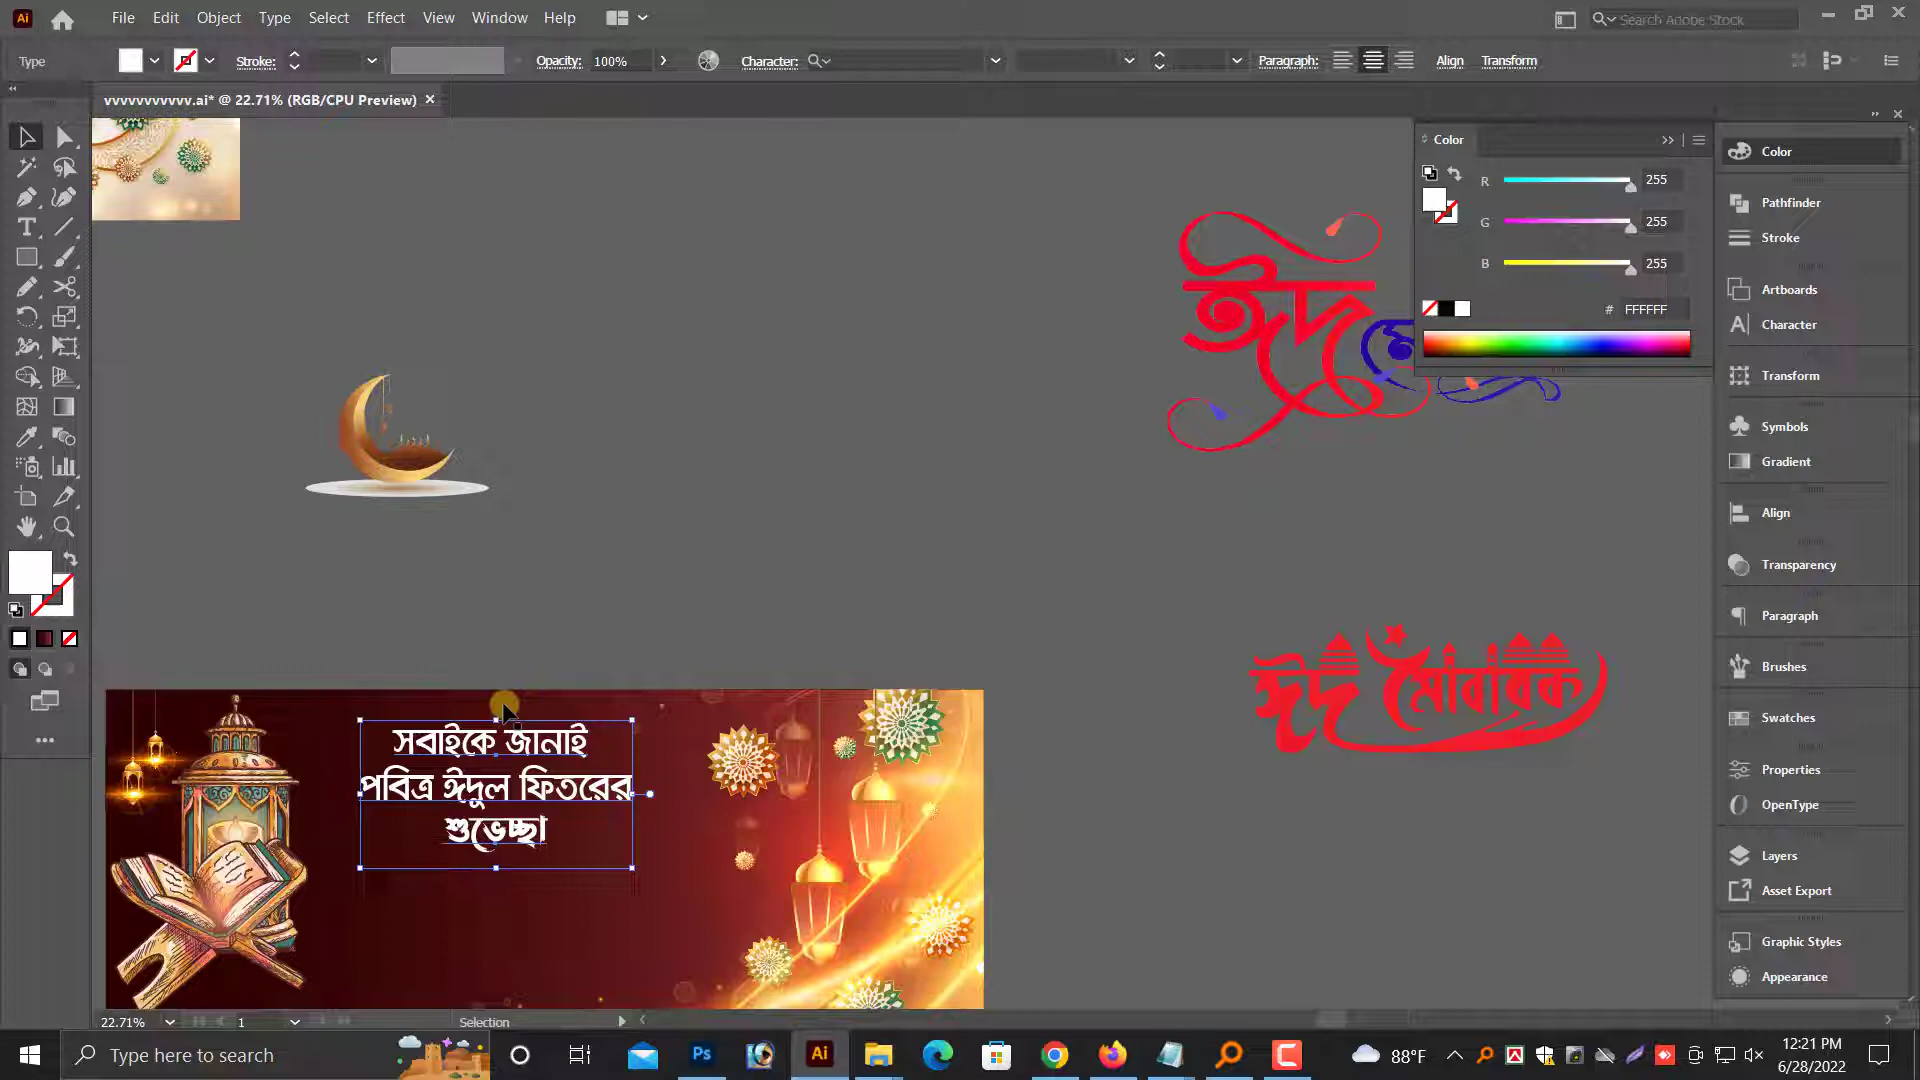 File Edit Object Type Select Effect View Window Help
Search Adobe Stock
Type
Stroke:
Opacity: 100%
Character:
Paragraph:
Align
Transform
vvvvvvvvvvv.ai* @ 22.71% (RGB/CPU Preview)
Color
R 255
G 255
B 255
# FFFFFF
Color
Pathfinder
Stroke
Artboards
Character
Transform
Symbols
Gradient
Align
Transparency
Paragraph
Brushes
Swatches
Properties
OpenType
Layers
Asset Export
Graphic Styles
Appearance
ঈদ
ঈদ মোবারক
সবাইকে জানাই
পবিত্র ঈদুল ফিতরের
শুভেচ্ছা
22.71% 1 Selection
Type here to search
88°F
12:21 PM
6/28/2022